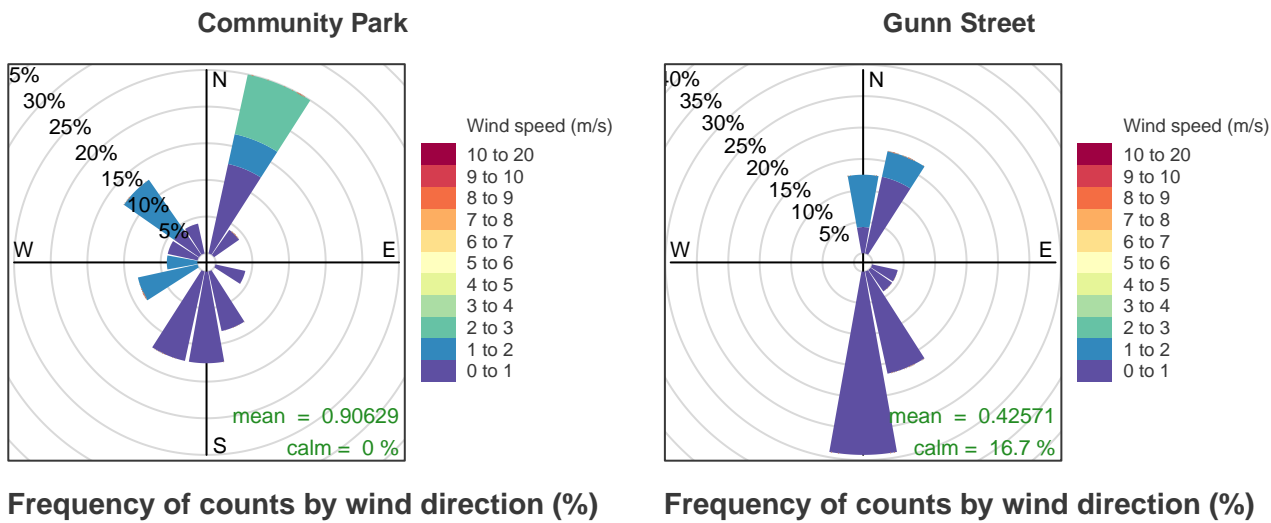 Community Park
5%
30%
25%
20%
15%
10%
5%
N
W
E
S
mean = 0.90629
calm = 0 %
Wind speed (m/s)
10 to 20
9 to 10
8 to 9
7 to 8
6 to 7
5 to 6
4 to 5
3 to 4
2 to 3
1 to 2
0 to 1
Frequency of counts by wind direction (%)
Gunn Street
40%
35%
30%
25%
20%
15%
10%
5%
N
W
E
mean = 0.42571
calm = 16.7 %
Wind speed (m/s)
10 to 20
9 to 10
8 to 9
7 to 8
6 to 7
5 to 6
4 to 5
3 to 4
2 to 3
1 to 2
0 to 1
Frequency of counts by wind direction (%)